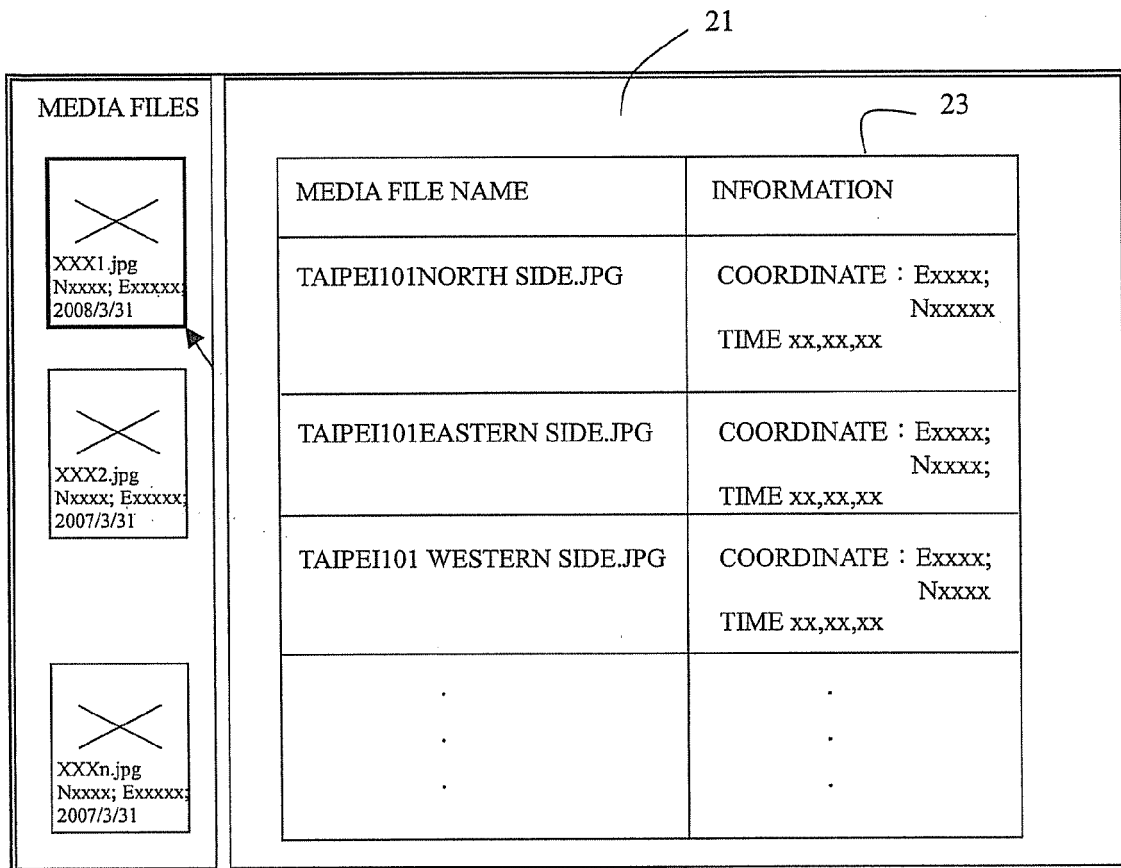 21
23
MEDIA FILES
XXX1.jpg
Nxxxx; Exxxxx;
2008/3/31
XXX2.jpg
Nxxxx; Exxxxx;
2007/3/31
XXXn.jpg
Nxxxx; Exxxxx;
2007/3/31
MEDIA FILE NAME
INFORMATION
TAIPEI101NORTH SIDE.JPG
COORDINATE：Exxxx;
Nxxxxx
TIME xx,xx,xx
TAIPEI101EASTERN SIDE.JPG
COORDINATE：Exxxx;
Nxxxx;
TIME xx,xx,xx
TAIPEI101 WESTERN SIDE.JPG
COORDINATE：Exxxx;
Nxxxx
TIME xx,xx,xx